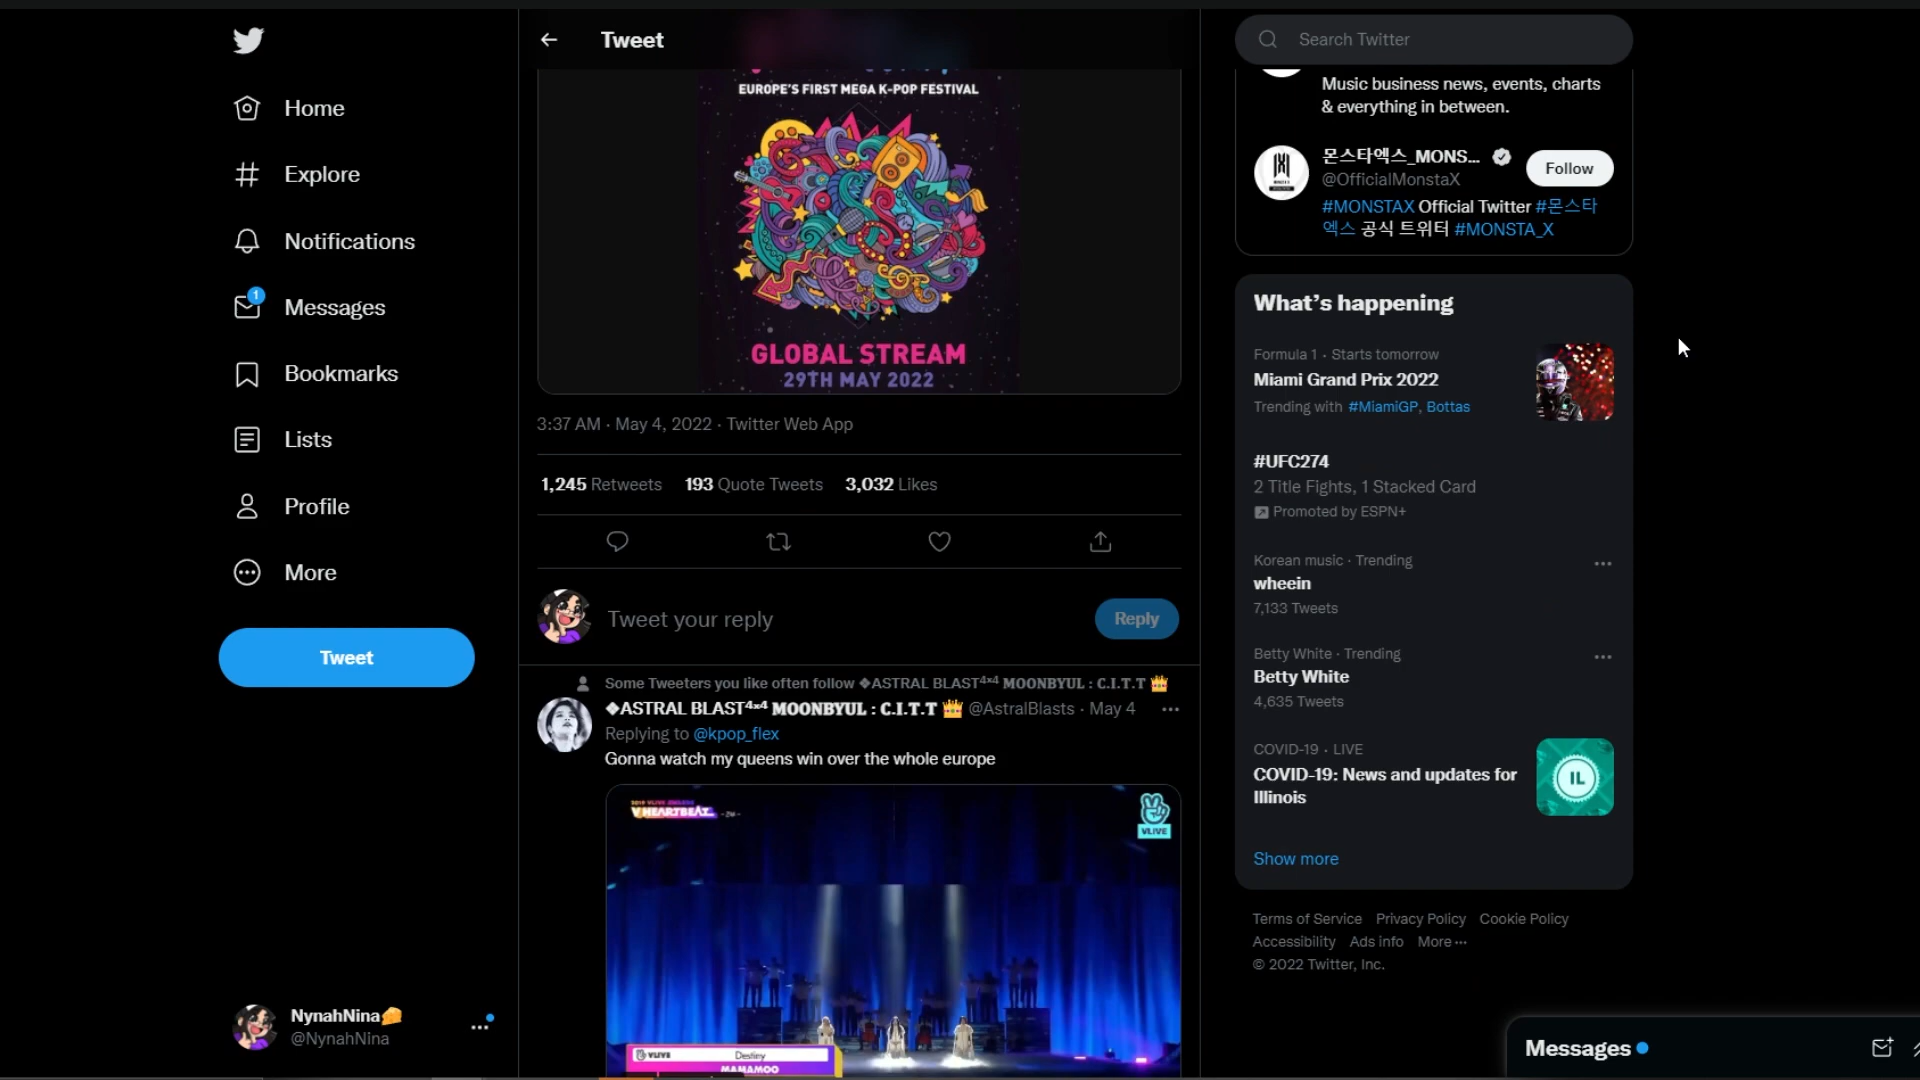 Home
Explore
Notifications
1
Messages
Bookmarks
Lists
Profile
More
Tweet
NynahNina🧀
@NynahNina
Tweet
EUROPE'S FIRST MEGA K-POP FESTIVAL
GLOBAL STREAM
29TH MAY 2022
3:37 AM · May 4, 2022 · Twitter Web App
1,245 Retweets 193 Quote Tweets 3,032 Likes
Tweet your reply
Reply
Some Tweeters you like often follow ❖ASTRAL BLAST⁴ˣ⁴ 𝐌𝐎𝐎𝐍𝐁𝐘𝐔𝐋 : 𝐂.𝐈.𝐓.𝐓 👑
❖ASTRAL BLAST⁴ˣ⁴ 𝐌𝐎𝐎𝐍𝐁𝐘𝐔𝐋 : 𝐂.𝐈.𝐓.𝐓 👑 @AstralBlasts · May 4
Replying to @kpop_flex
Gonna watch my queens win over the whole europe
V HEARTBEAT
VLIVE
VLIVE Destiny
MAMAMOO
Search Twitter
Music business news, events, charts
& everything in between.
몬스타엑스_MONS...
@OfficialMonstaX
Follow
#MONSTAX Official Twitter #몬스타
엑스 공식 트위터 #MONSTA_X
What's happening
Formula 1 · Starts tomorrow
Miami Grand Prix 2022
Trending with #MiamiGP, Bottas
#UFC274
2 Title Fights, 1 Stacked Card
Promoted by ESPN+
Korean music · Trending
wheein
7,133 Tweets
Betty White · Trending
Betty White
4,635 Tweets
COVID-19 · LIVE
COVID-19: News and updates for
Illinois
IL
Show more
Terms of Service Privacy Policy Cookie Policy
Accessibility Ads info More ···
© 2022 Twitter, Inc.
Messages